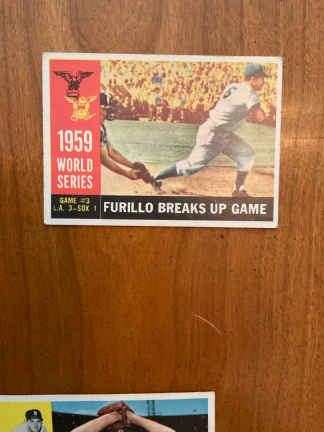 1959
WORLD
SERIES
GAME #3
L.A. 3-SOX 1
FURILLO BREAKS UP GAME